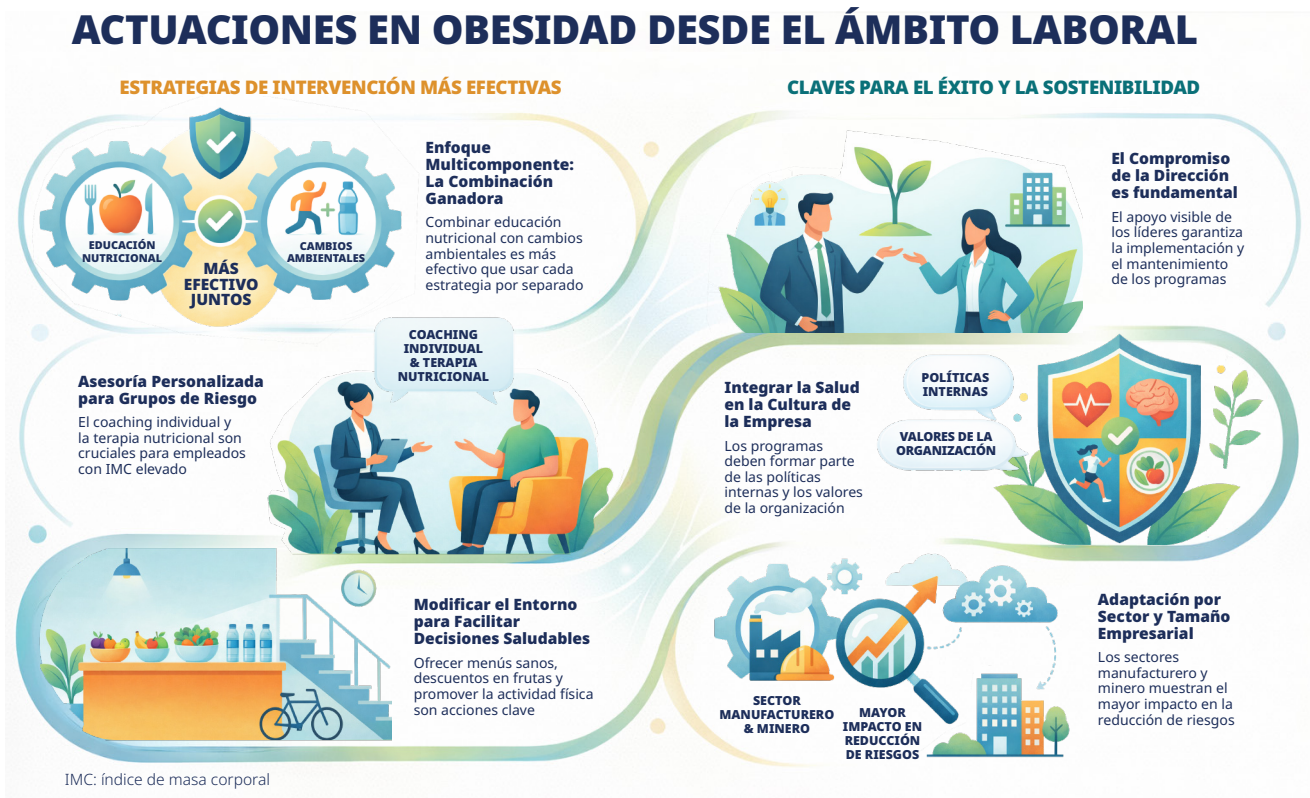 ACTUACIONES EN OBESIDAD DESDE EL ÁMBITO LABORAL
ESTRATEGIAS DE INTERVENCIÓN MÁS EFECTIVAS
EDUCACIÓN
NUTRICIONAL
CAMBIOS
AMBIENTALES
MÁS
EFECTIVO
JUNTOS
Enfoque
Multicomponente:
La Combinación
Ganadora
Combinar educación
nutricional con cambios
ambientales es más
efectivo que usar cada
estrategia por separado
Asesoría Personalizada
para Grupos de Riesgo
El coaching individual y
la terapia nutricional son
cruciales para empleados
con IMC elevado
COACHING
INDIVIDUAL
& TERAPIA
NUTRICIONAL
Modificar el Entorno
para Facilitar
Decisiones Saludables
Ofrecer menús sanos,
descuentos en frutas y
promover la actividad física
son acciones clave
CLAVES PARA EL ÉXITO Y LA SOSTENIBILIDAD
El Compromiso
de la Dirección
es fundamental
El apoyo visible de
los líderes garantiza
la implementación y
el mantenimiento
de los programas
Integrar la Salud
en la Cultura de
la Empresa
Los programas
deben formar parte
de las políticas
internas y los valores
de la organización
POLÍTICAS
INTERNAS
VALORES DE LA
ORGANIZACIÓN
SECTOR
MANUFACTURERO
& MINERO
MAYOR
IMPACTO EN
REDUCCIÓN
DE RIESGOS
Adaptación por
Sector y Tamaño
Empresarial
Los sectores
manufacturero y
minero muestran el
mayor impacto en la
reducción de riesgos
IMC: índice de masa corporal